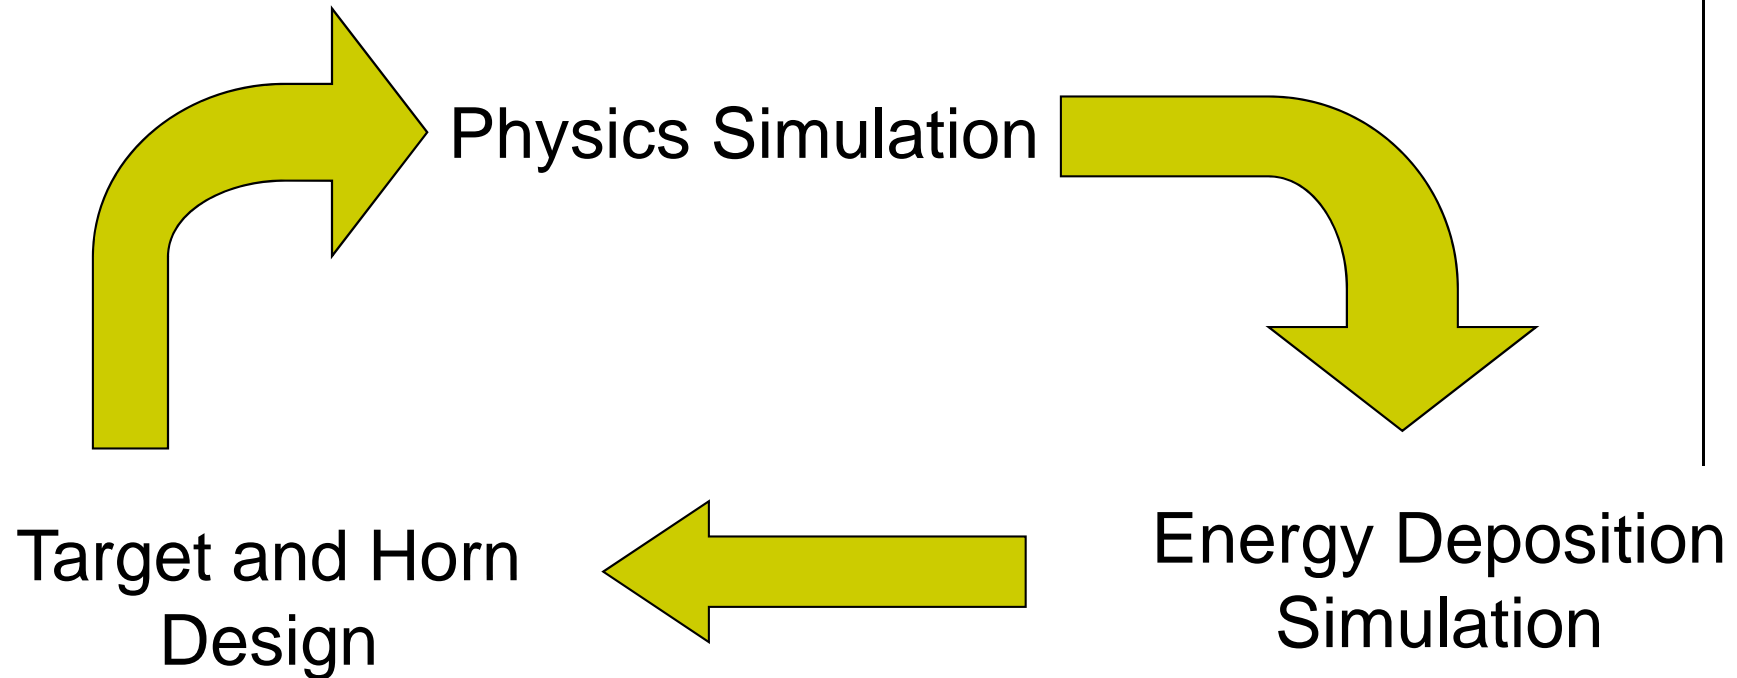 Physics Simulation
Target and Horn
Design
Energy Deposition
Simulation